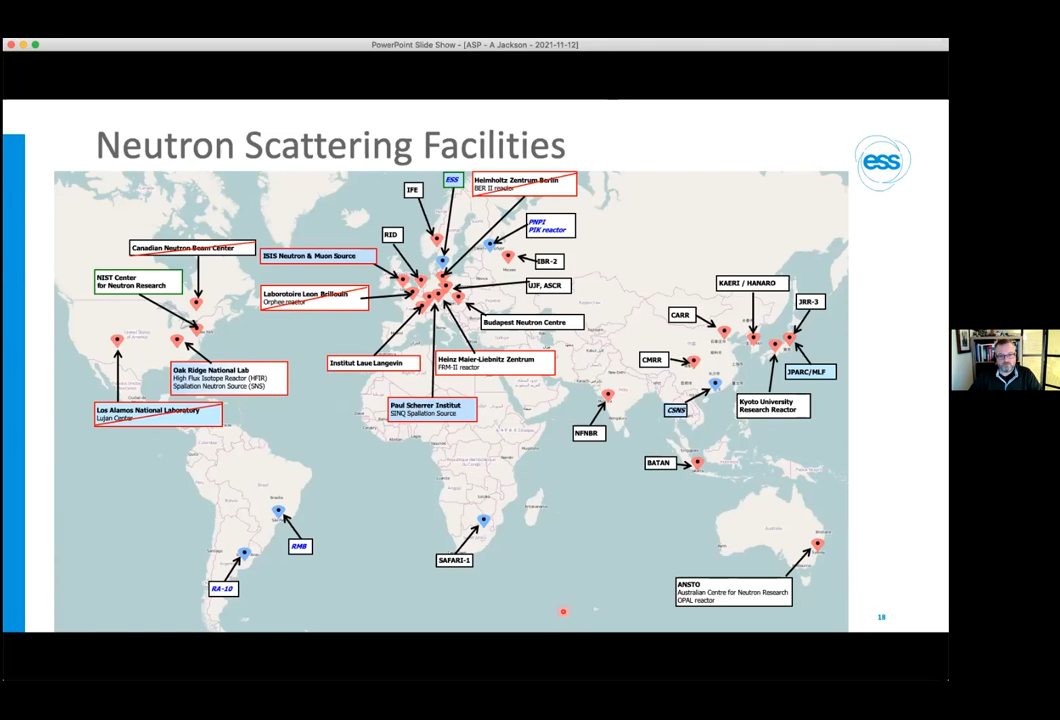 PowerPoint Slide Show - [ASP - A Jackson - 2021-11-12]
Neutron Scattering Facilities
ess
IFE
ESS
Helmholtz Zentrum Berlin
BER II reactor
PNPI
PIK reactor
RID
Canadian Neutron Beam Center
ISIS Neutron & Muon Source
IBR-2
NIST Center
for Neutron Research
Laborotoire Leon Brillouin
Orphee reactor
UJF, ASCR
KAERI / HANARO
JRR-3
CARR
Budapest Neutron Centre
Institut Laue Langevin
Heinz Maier-Leibnitz Zentrum
FRM-II reactor
CMRR
JPARC/MLF
Oak Ridge National Lab
High Flux Isotope Reactor (HFIR)
Spallation Neutron Source (SNS)
Los Alamos National Laboratory
Lujan Center
Paul Scherrer Institut
SINQ Spallation Source
CSNS
Kyoto University
Research Reactor
NFNBR
BATAN
RMB
SAFARI-1
RA-10
ANSTO
Australian Centre for Neutron Research
OPAL reactor
18